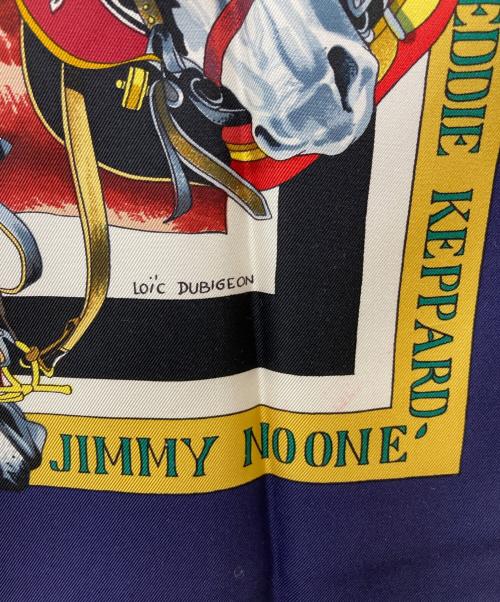 EDDIE KEPPARD,
LOÏC DUBIGEON
JIMMY NOONE'